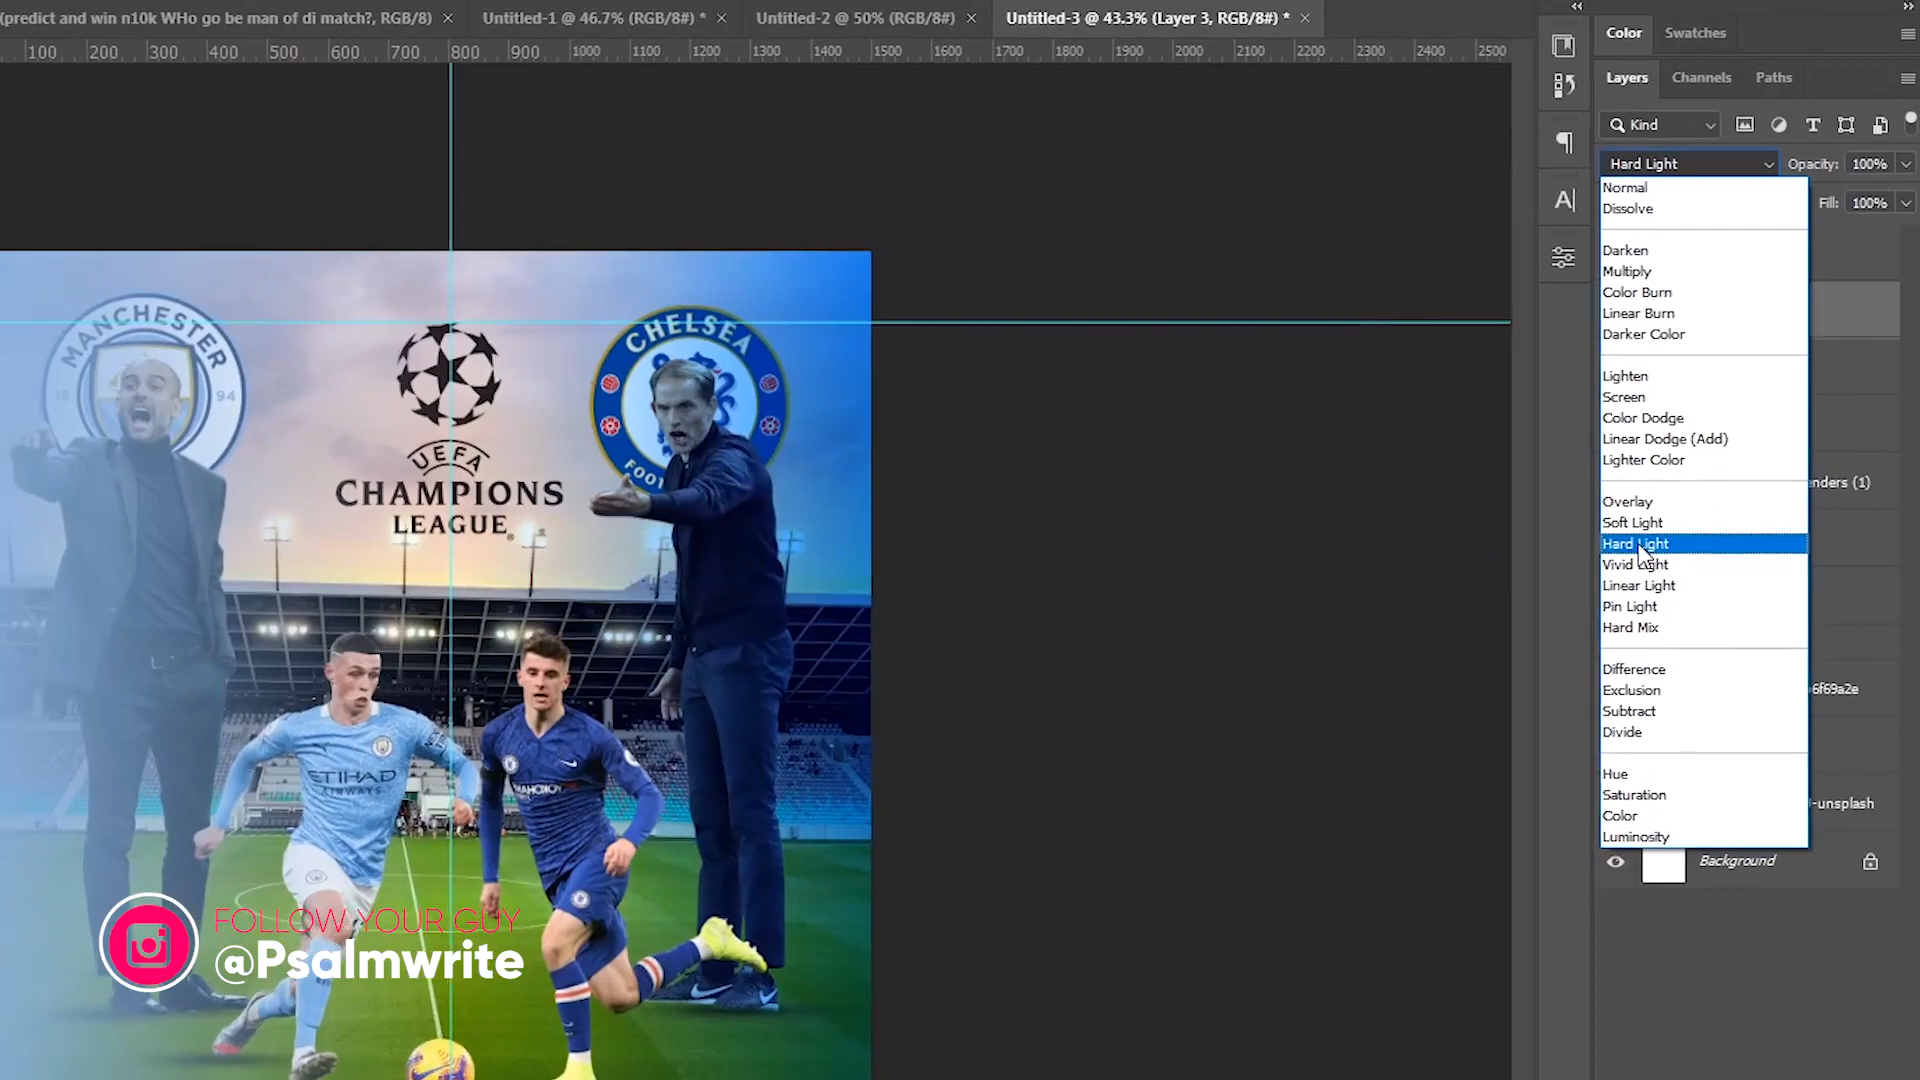 (predict and win n10k WHo go be man of di match?, RGB/8) ×
Untitled-1 @ 46.7% (RGB/8#) * ×
Untitled-2 @ 50% (RGB/8#) ×
Untitled-3 @ 43.3% (Layer 3, RGB/8#) * ×
100 200 300 400 500 600 700 800 900 1000 1100 1200 1300 1400 1500 1600 1700 1800 1900 2000 2100 2200 2300 2400 2500
Color Swatches
Layers Channels Paths
Kind
Hard Light Opacity: 100%
Fill: 100%
Normal
Dissolve
Darken
Multiply
Color Burn
Linear Burn
Darker Color
Lighten
Screen
Color Dodge
Linear Dodge (Add)
Lighter Color
Overlay
Soft Light
Hard Light
Vivid Light
Linear Light
Pin Light
Hard Mix
Difference
Exclusion
Subtract
Divide
Hue
Saturation
Color
Luminosity
enders (1)
6f69a2e
-unsplash
Background
MANCHESTER
18 94
CHELSEA
FOOT
UEFA
CHAMPIONS
LEAGUE
ETIHAD
AIRWAYS
FOLLOW YOUR GUY
@Psalmwrite